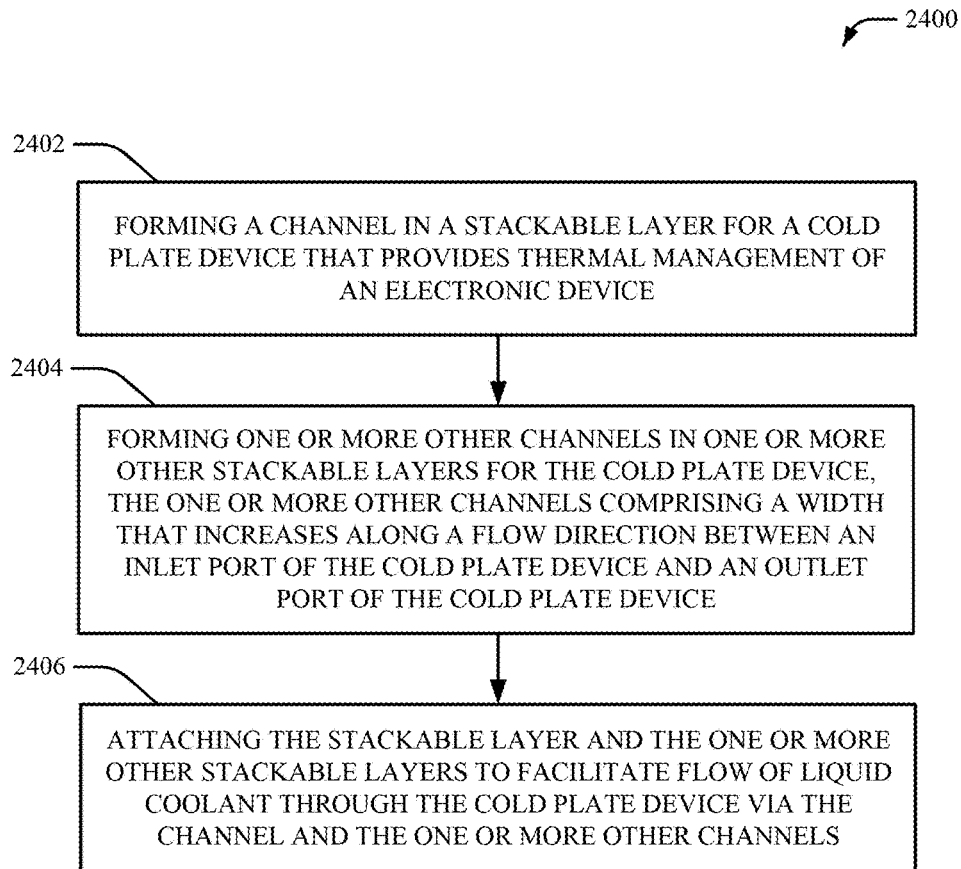 2400
2402
FORMING A CHANNEL IN A STACKABLE LAYER FOR A COLD
PLATE DEVICE THAT PROVIDES THERMAL MANAGEMENT OF
AN ELECTRONIC DEVICE
2404
FORMING ONE OR MORE OTHER CHANNELS IN ONE OR MORE
OTHER STACKABLE LAYERS FOR THE COLD PLATE DEVICE,
THE ONE OR MORE OTHER CHANNELS COMPRISING A WIDTH
THAT INCREASES ALONG A FLOW DIRECTION BETWEEN AN
INLET PORT OF THE COLD PLATE DEVICE AND AN OUTLET
PORT OF THE COLD PLATE DEVICE
2406
ATTACHING THE STACKABLE LAYER AND THE ONE OR MORE
OTHER STACKABLE LAYERS TO FACILITATE FLOW OF LIQUID
COOLANT THROUGH THE COLD PLATE DEVICE VIA THE
CHANNEL AND THE ONE OR MORE OTHER CHANNELS